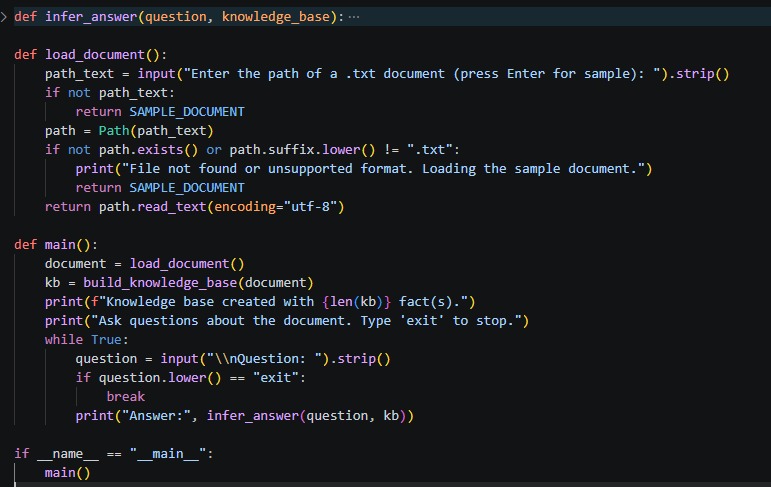 def infer_answer(question, knowledge_base): ···
def load_document():
    path_text = input("Enter the path of a .txt document (press Enter for sample): ").strip()
    if not path_text:
        return SAMPLE_DOCUMENT
    path = Path(path_text)
    if not path.exists() or path.suffix.lower() != ".txt":
        print("File not found or unsupported format. Loading the sample document.")
        return SAMPLE_DOCUMENT
    return path.read_text(encoding="utf-8")
def main():
    document = load_document()
    kb = build_knowledge_base(document)
    print(f"Knowledge base created with {len(kb)} fact(s).")
    print("Ask questions about the document. Type 'exit' to stop.")
    while True:
        question = input("\\nQuestion: ").strip()
        if question.lower() == "exit":
            break
        print("Answer:", infer_answer(question, kb))
if __name__ == "__main__":
    main()